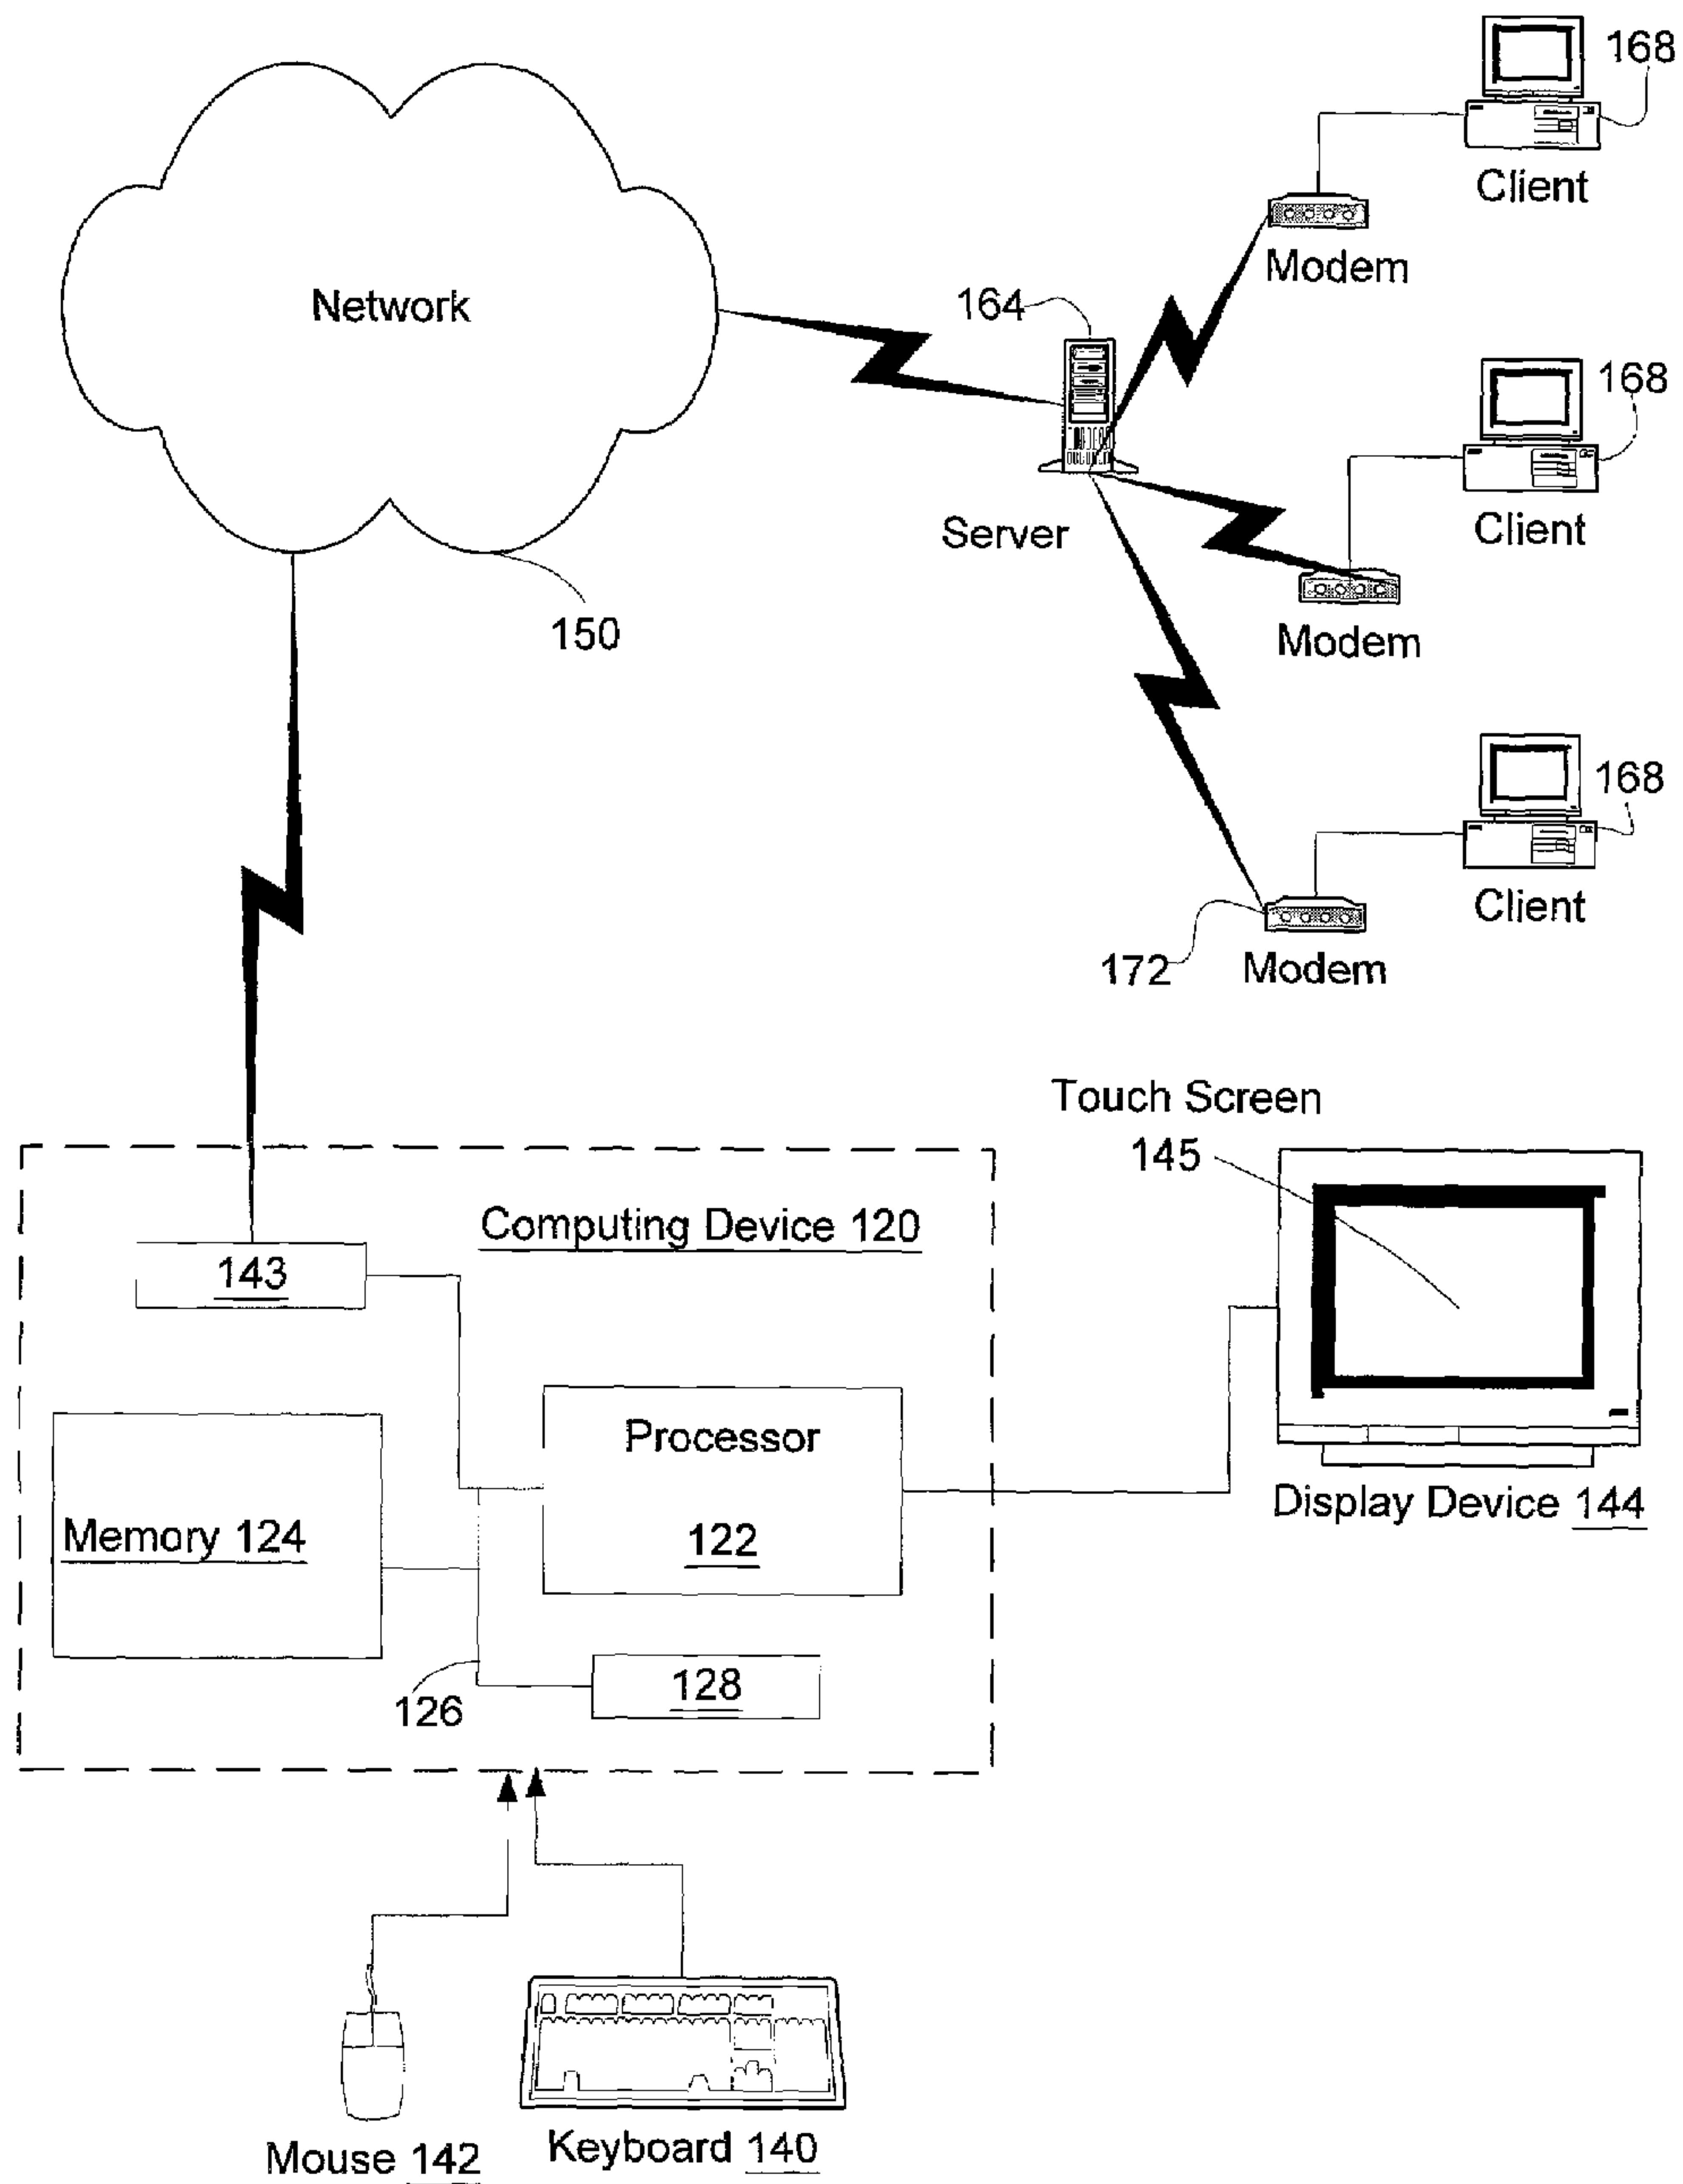 168
Client
Modem
Network
164
168
Server
Client
150
Modem
168
Client
172
Modem
Touch Screen
145
Computing Device 120
143
Processor
122
Memory 124
Display Device 144
128
126
Mouse 142
Keyboard 140